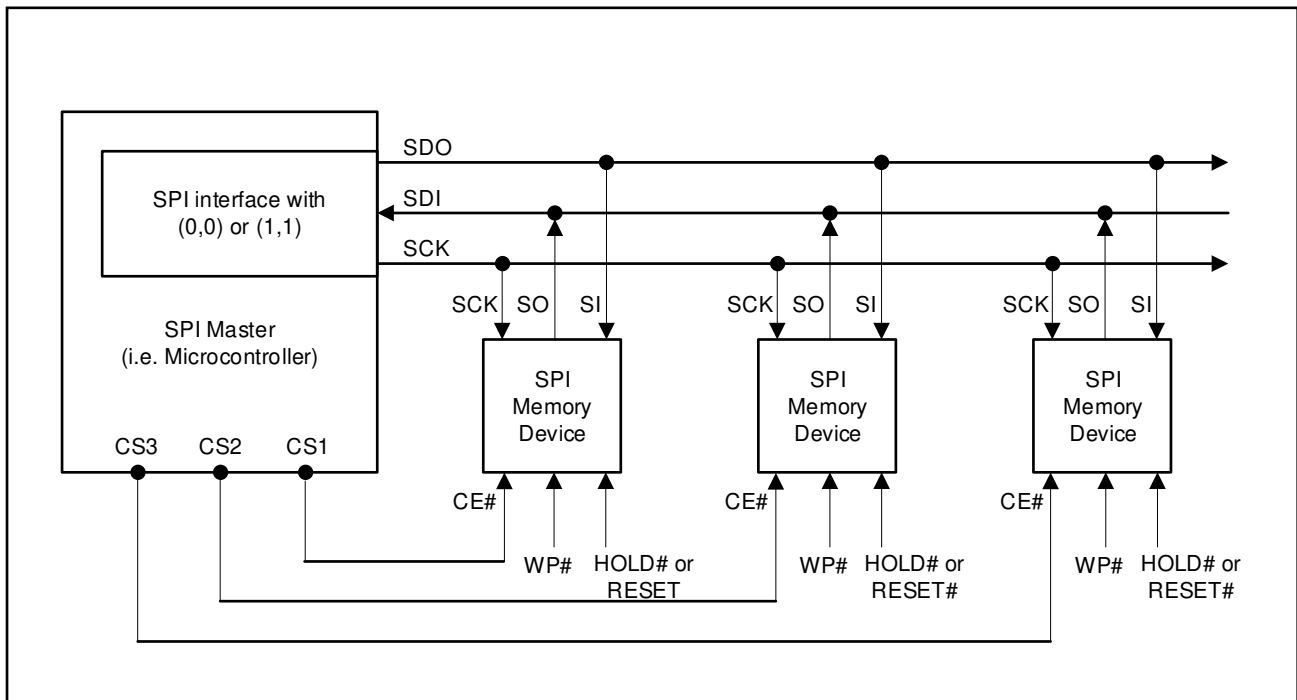 SDO
SDI
SCK
SPI interface with
(0,0) or (1,1)
SPI Master
(i.e. Microcontroller)
CS3 CS2 CS1
SCK SO SI
SPI
Memory
Device
CE#
WP#
HOLD# or
RESET
SCK SO SI
SPI
Memory
Device
CE#
WP#
HOLD# or
RESET#
SCK SO SI
SPI
Memory
Device
CE#
WP#
HOLD# or
RESET#